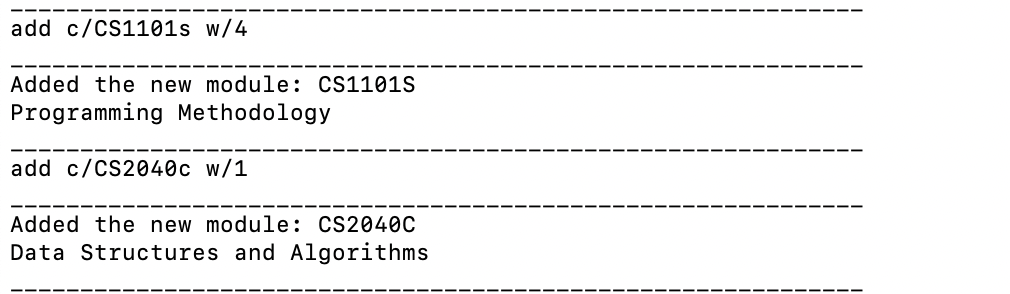 ____________________________________________________________
add c/CS1101s w/4
____________________________________________________________
Added the new module: CS1101S
Programming Methodology
____________________________________________________________
add c/CS2040c w/1
____________________________________________________________
Added the new module: CS2040C
Data Structures and Algorithms
____________________________________________________________